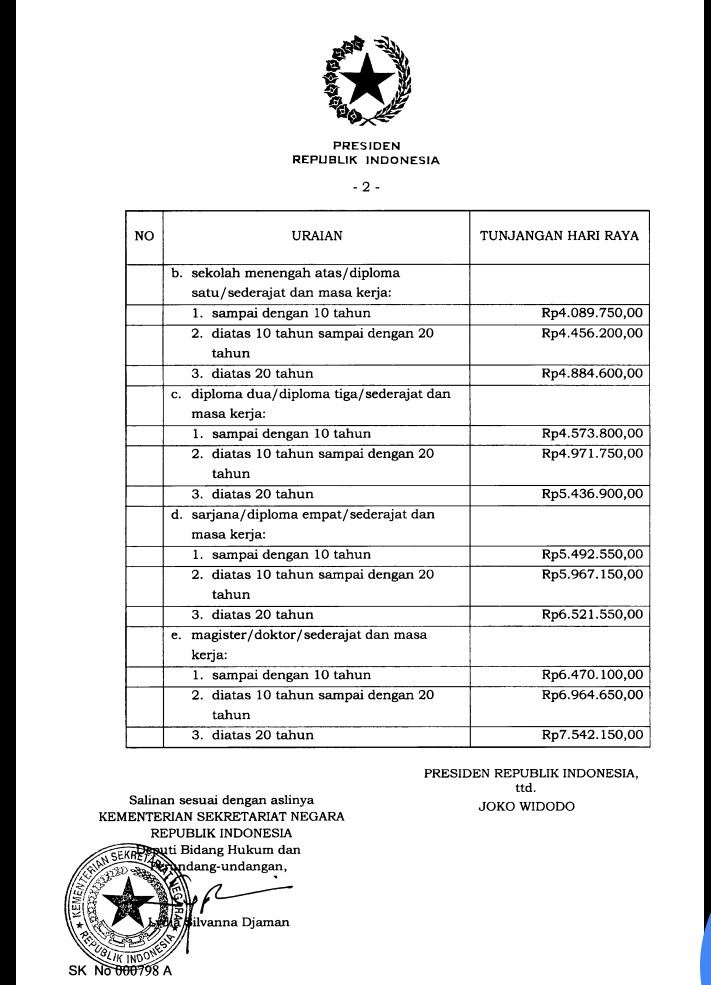 PRESIDEN
REPUBLIK INDONESIA
- 2 -
NO URAIAN TUNJANGAN HARI RAYA
b. sekolah menengah atas/diploma
satu/sederajat dan masa kerja:
1. sampai dengan 10 tahun Rp4.089.750,00
2. diatas 10 tahun sampai dengan 20 Rp4.456.200,00
tahun
3. diatas 20 tahun Rp4.884.600,00
c. diploma dua/diploma tiga/sederajat dan
masa kerja:
1. sampai dengan 10 tahun Rp4.573.800,00
2. diatas 10 tahun sampai dengan 20 Rp4.971.750,00
tahun
3. diatas 20 tahun Rp5.436.900,00
d. sarjana/diploma empat/sederajat dan
masa kerja:
1. sampai dengan 10 tahun Rp5.492.550,00
2. diatas 10 tahun sampai dengan 20 Rp5.967.150,00
tahun
3. diatas 20 tahun Rp6.521.550,00
e. magister/doktor/sederajat dan masa
kerja:
1. sampai dengan 10 tahun Rp6.470.100,00
2. diatas 10 tahun sampai dengan 20 Rp6.964.650,00
tahun
3. diatas 20 tahun Rp7.542.150,00
PRESIDEN REPUBLIK INDONESIA,
ttd.
JOKO WIDODO
Salinan sesuai dengan aslinya
KEMENTERIAN SEKRETARIAT NEGARA
REPUBLIK INDONESIA
Deputi Bidang Hukum dan
Perundang-undangan,
Silvanna Djaman
KEMENTERIAN SEKRETARIAT NEGARA
REPUBLIK INDONESIA
SK No 000798 A